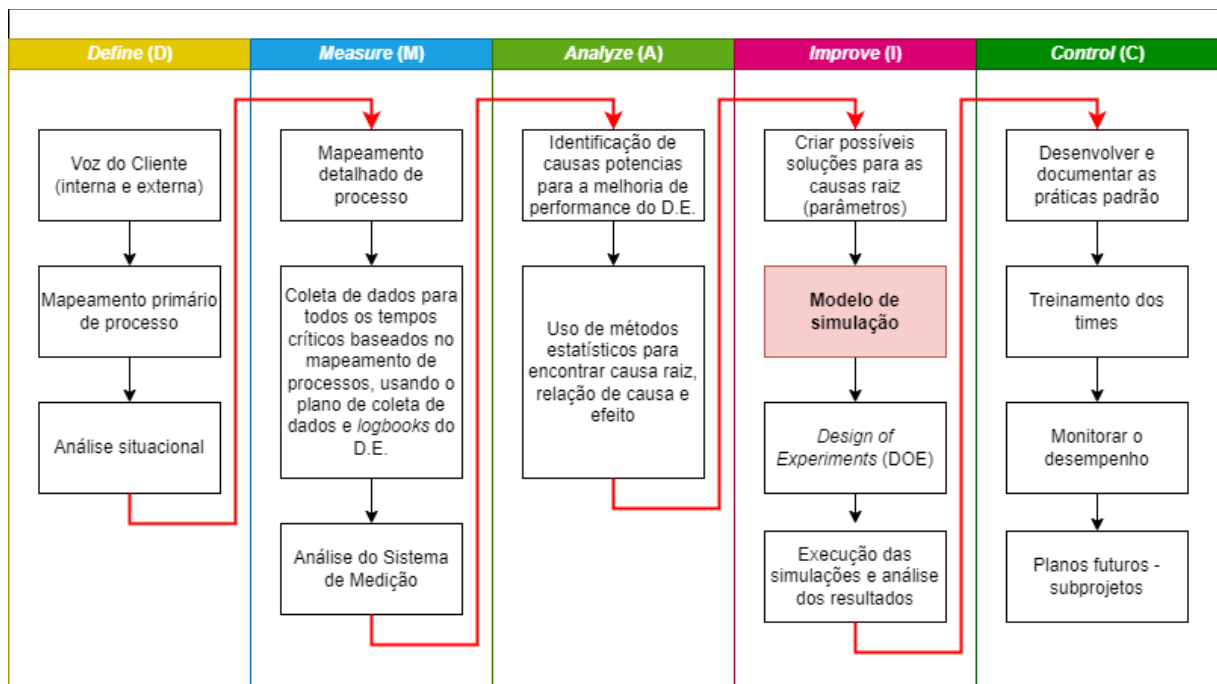 Define (D)
Measure (M)
Analyze (A)
Improve (I)
Control (C)
Voz do Cliente
(interna e externa)
Mapeamento primário
de processo
Análise situacional
Mapeamento
detalhado de
processo
Coleta de dados para
todos os tempos
críticos baseados no
mapeamento de
processos, usando o
plano de coleta de
dados e logbooks do
D.E.
Análise do Sistema
de Medição
Identificação de
causas potencias
para a melhoria de
performance do D.E.
Uso de métodos
estatísticos para
encontrar causa raiz,
relação de causa e
efeito
Criar possíveis
soluções para as
causas raiz
(parâmetros)
Modelo de
simulação
Design of
Experiments (DOE)
Execução das
simulações e análise
dos resultados
Desenvolver e
documentar as
práticas padrão
Treinamento dos
times
Monitorar o
desempenho
Planos futuros -
subprojetos